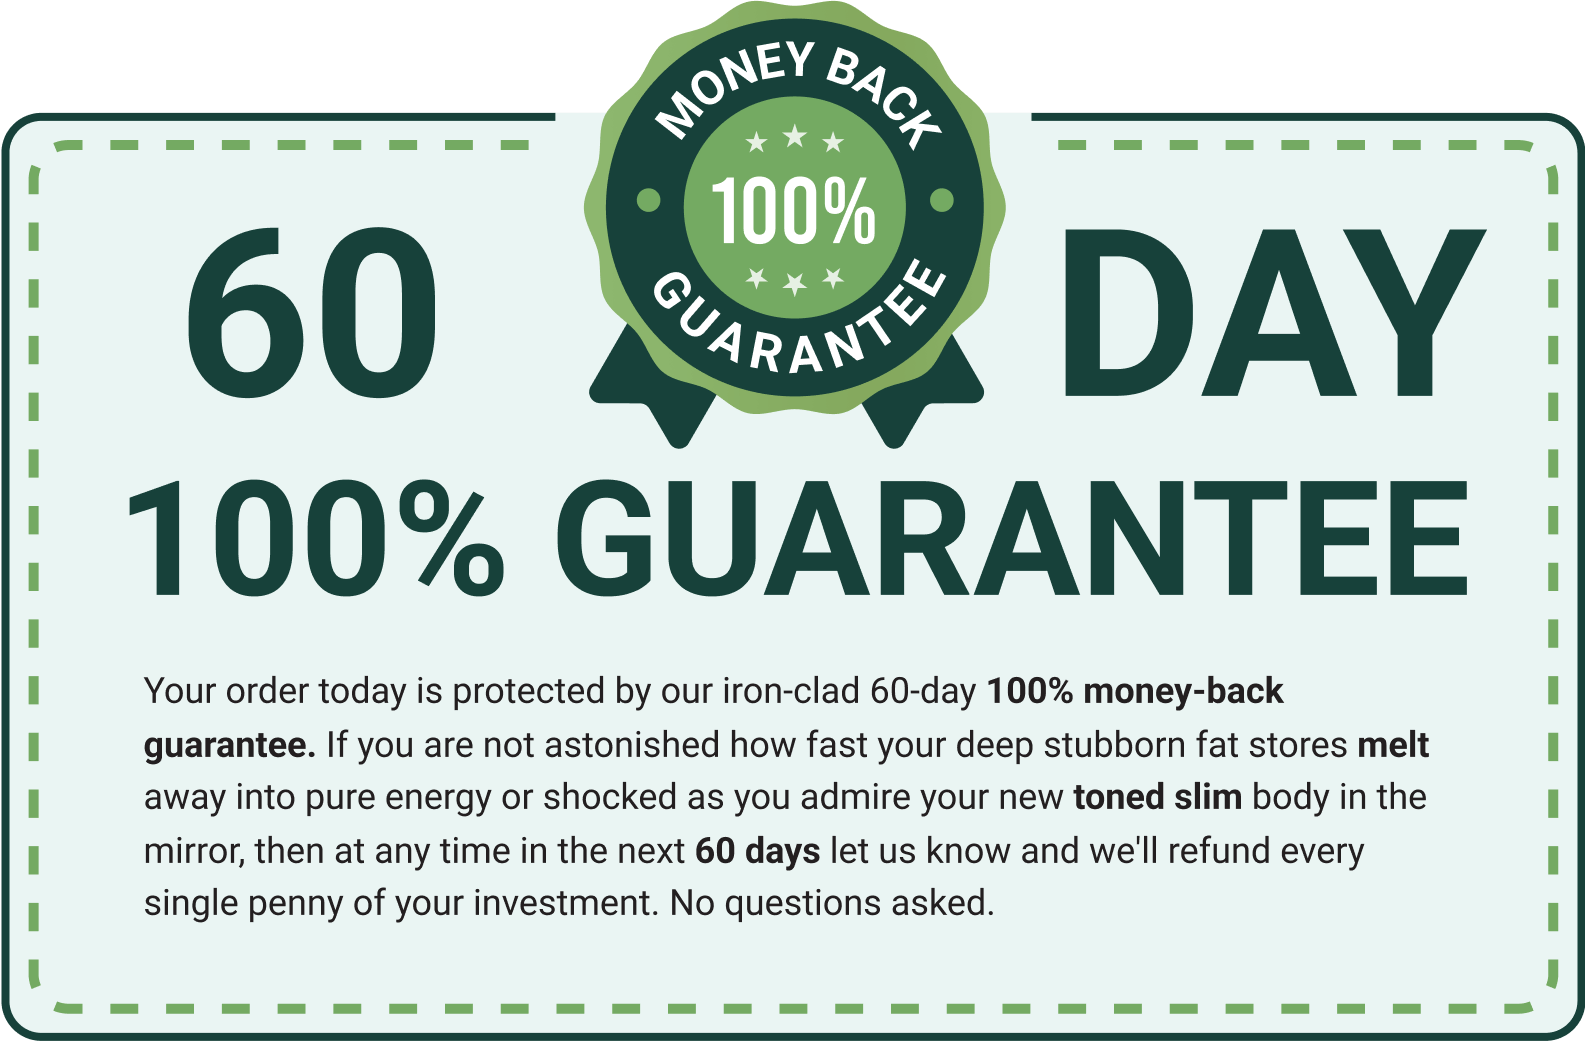 MONEY BACK
100%
GUARANTEE
60 DAY
100% GUARANTEE
Your order today is protected by our iron-clad 60-day 100% money-back
guarantee. If you are not astonished how fast your deep stubborn fat stores melt
away into pure energy or shocked as you admire your new toned slim body in the
mirror, then at any time in the next 60 days let us know and we'll refund every
single penny of your investment. No questions asked.